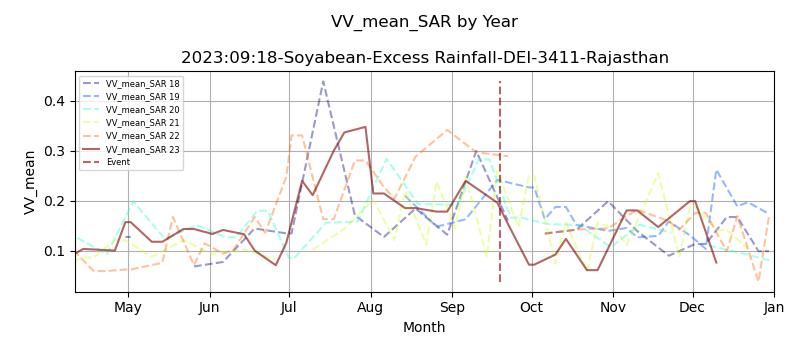 VV_mean_SAR by Year
2023:09:18-Soyabean-Excess Rainfall-DEI-3411-Rajasthan
VV_mean_SAR 18
VV_mean_SAR 19
VV_mean_SAR 20
VV_mean_SAR 21
VV_mean_SAR 22
VV_mean_SAR 23
Event
0.4
0.3
0.2
0.1
VV_mean
May Jun Jul Aug Sep Oct Nov Dec Jan
Month